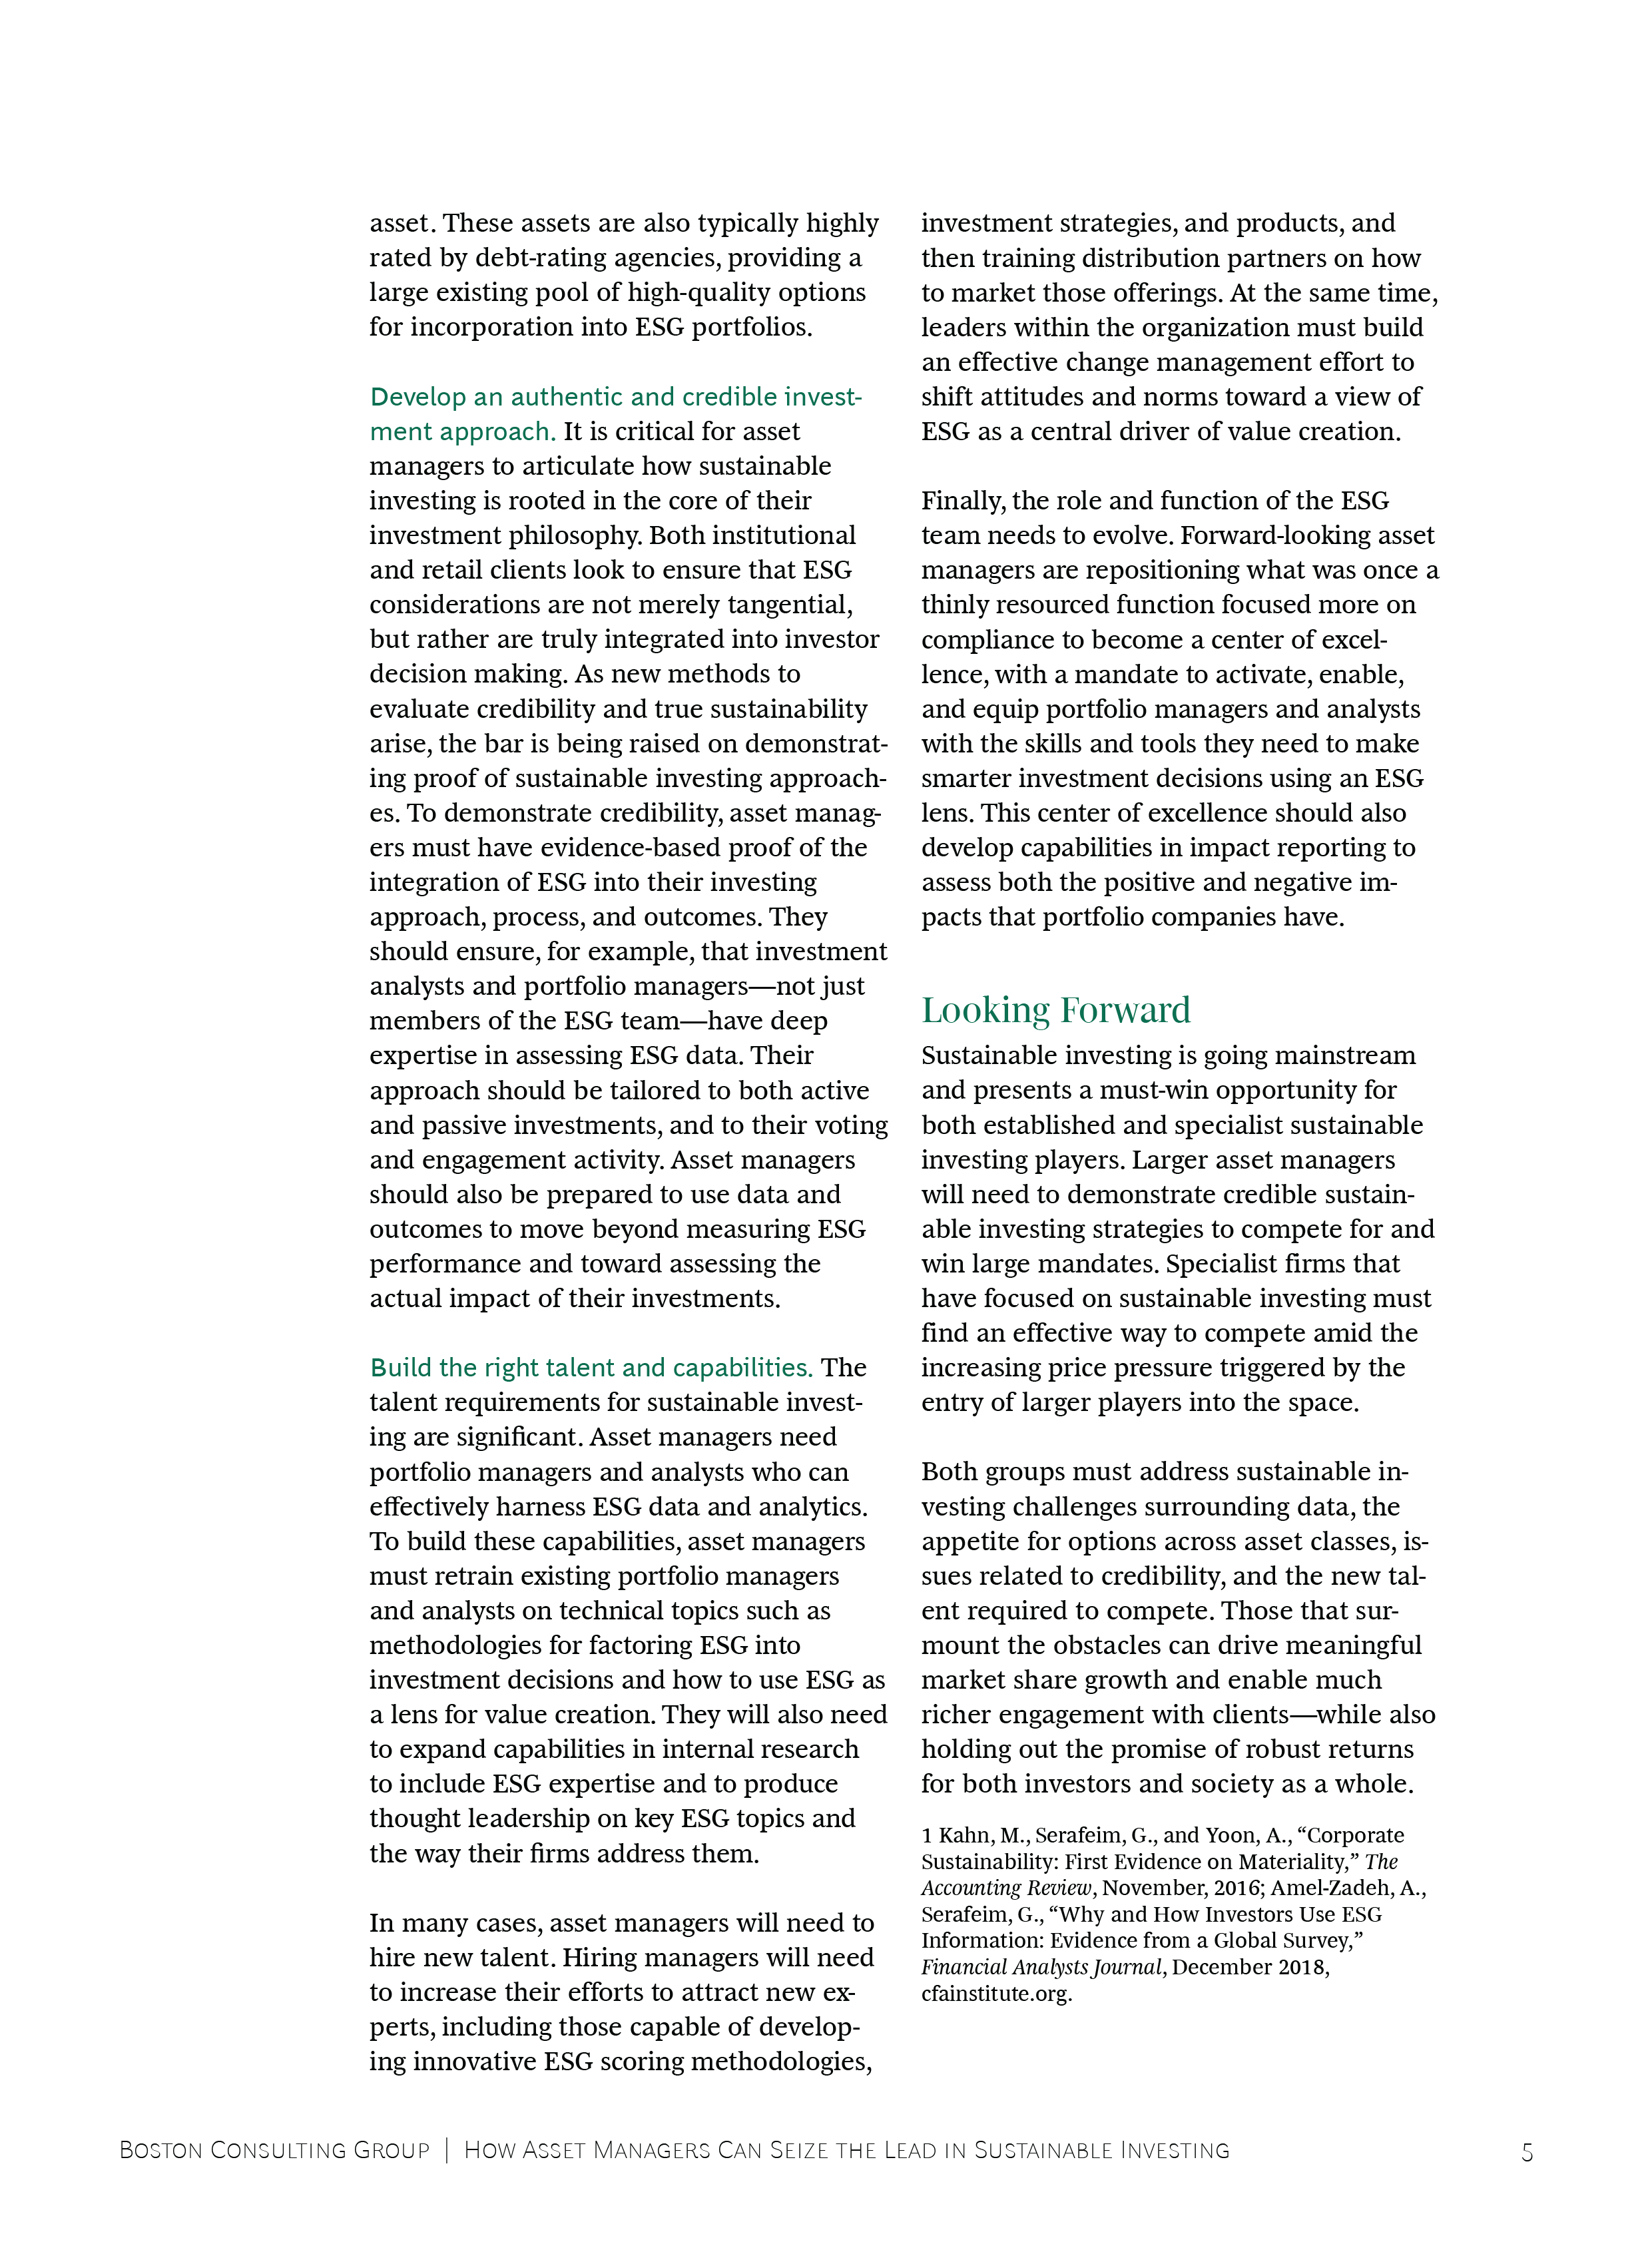 asset. These assets are also typically highly
rated by debt-rating agencies, providing a
large existing pool of high-quality options
for incorporation into ESG portfolios.
Develop an authentic and credible invest-
ment approach. It is critical for asset
managers to articulate how sustainable
investing is rooted in the core of their
investment philosophy. Both institutional
and retail clients look to ensure that ESG
considerations are not merely tangential,
but rather are truly integrated into investor
decision making. As new methods to
evaluate credibility and true sustainability
arise, the bar is being raised on demonstrat-
ing proof of sustainable investing approach-
es. To demonstrate credibility, asset manag-
ers must have evidence-based proof of the
integration of ESG into their investing
approach, process, and outcomes. They
should ensure, for example, that investment
analysts and portfolio managers—not just
members of the ESG team—have deep
expertise in assessing ESG data. Their
approach should be tailored to both active
and passive investments, and to their voting
and engagement activity. Asset managers
should also be prepared to use data and
outcomes to move beyond measuring ESG
performance and toward assessing the
actual impact of their investments.
Build the right talent and capabilities. The
talent requirements for sustainable invest-
ing are significant. Asset managers need
portfolio managers and analysts who can
effectively harness ESG data and analytics.
To build these capabilities, asset managers
must retrain existing portfolio managers
and analysts on technical topics such as
methodologies for factoring ESG into
investment decisions and how to use ESG as
a lens for value creation. They will also need
to expand capabilities in internal research
to include ESG expertise and to produce
thought leadership on key ESG topics and
the way their firms address them.
In many cases, asset managers will need to
hire new talent. Hiring managers will need
to increase their efforts to attract new ex-
perts, including those capable of develop-
ing innovative ESG scoring methodologies,
investment strategies, and products, and
then training distribution partners on how
to market those offerings. At the same time,
leaders within the organization must build
an effective change management effort to
shift attitudes and norms toward a view of
ESG as a central driver of value creation.
Finally, the role and function of the ESG
team needs to evolve. Forward-looking asset
managers are repositioning what was once a
thinly resourced function focused more on
compliance to become a center of excel-
lence, with a mandate to activate, enable,
and equip portfolio managers and analysts
with the skills and tools they need to make
smarter investment decisions using an ESG
lens. This center of excellence should also
develop capabilities in impact reporting to
assess both the positive and negative im-
pacts that portfolio companies have.
Looking Forward
Sustainable investing is going mainstream
and presents a must-win opportunity for
both established and specialist sustainable
investing players. Larger asset managers
will need to demonstrate credible sustain-
able investing strategies to compete for and
win large mandates. Specialist firms that
have focused on sustainable investing must
find an effective way to compete amid the
increasing price pressure triggered by the
entry of larger players into the space.
Both groups must address sustainable in-
vesting challenges surrounding data, the
appetite for options across asset classes, is-
sues related to credibility, and the new tal-
ent required to compete. Those that sur-
mount the obstacles can drive meaningful
market share growth and enable much
richer engagement with clients—while also
holding out the promise of robust returns
for both investors and society as a whole.
1 Kahn, M., Serafeim, G., and Yoon, A., “Corporate
Sustainability: First Evidence on Materiality,” The
Accounting Review, November, 2016; Amel-Zadeh, A.,
Serafeim, G., “Why and How Investors Use ESG
Information: Evidence from a Global Survey,”
Financial Analysts Journal, December 2018,
cfainstitute.org.
Boston Consulting Group | How Asset Managers Can Seize the Lead in Sustainable Investing 5